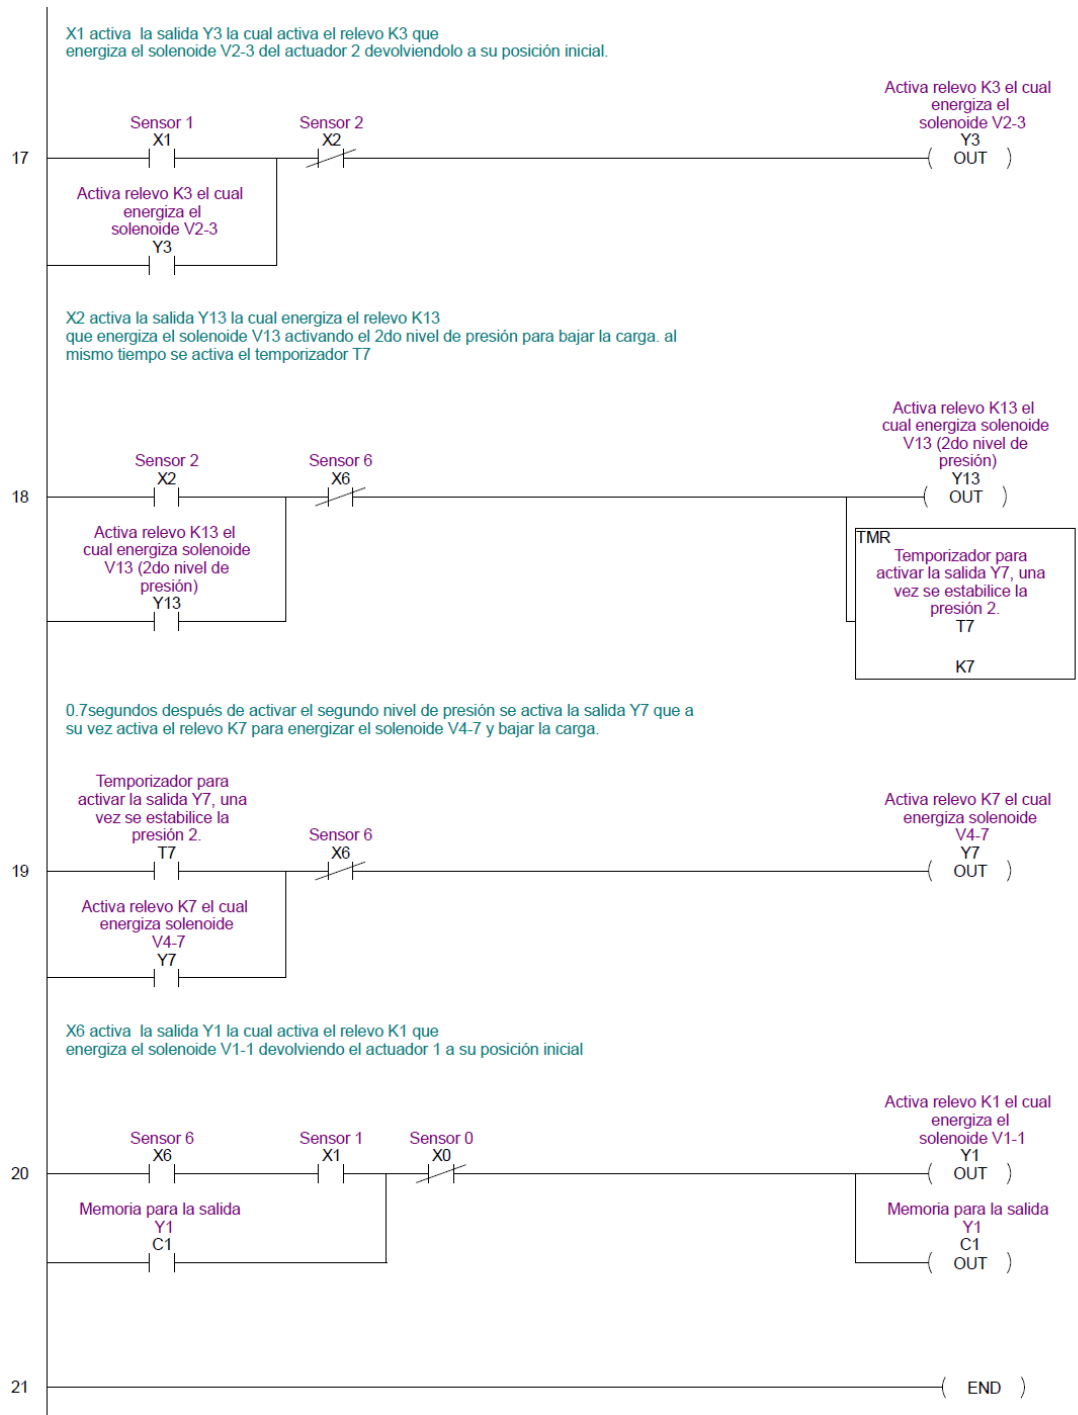 X1 activa la salida Y3 la cual activa el relevo K3 que
energiza el solenoide V2-3 del actuador 2 devolviendolo a su posición inicial.
Activa relevo K3 el cual
energiza el
solenoide V2-3
Y3
OUT
Sensor 1
X1
Sensor 2
X2
17
Activa relevo K3 el cual
energiza el
solenoide V2-3
Y3
X2 activa la salida Y13 la cual energiza el relevo K13
que energiza el solenoide V13 activando el 2do nivel de presión para bajar la carga. al
mismo tiempo se activa el temporizador T7
Activa relevo K13 el
cual energiza solenoide
V13 (2do nivel de
presión)
Y13
OUT
Sensor 2
X2
Sensor 6
X6
18
Activa relevo K13 el
cual energiza solenoide
V13 (2do nivel de
presión)
Y13
TMR
Temporizador para
activar la salida Y7, una
vez se estabilice la
presión 2.
T7
K7
0.7segundos después de activar el segundo nivel de presión se activa la salida Y7 que a
su vez activa el relevo K7 para energizar el solenoide V4-7 y bajar la carga.
Temporizador para
activar la salida Y7, una
vez se estabilice la
presión 2.
T7
Sensor 6
X6
Activa relevo K7 el cual
energiza solenoide
V4-7
Y7
OUT
19
Activa relevo K7 el cual
energiza solenoide
V4-7
Y7
X6 activa la salida Y1 la cual activa el relevo K1 que
energiza el solenoide V1-1 devolviendo el actuador 1 a su posición inicial
Activa relevo K1 el cual
energiza el
solenoide V1-1
Y1
OUT
Sensor 6
X6
Sensor 1
X1
Sensor 0
X0
20
Memoria para la salida
Y1
C1
Memoria para la salida
Y1
C1
OUT
21
END